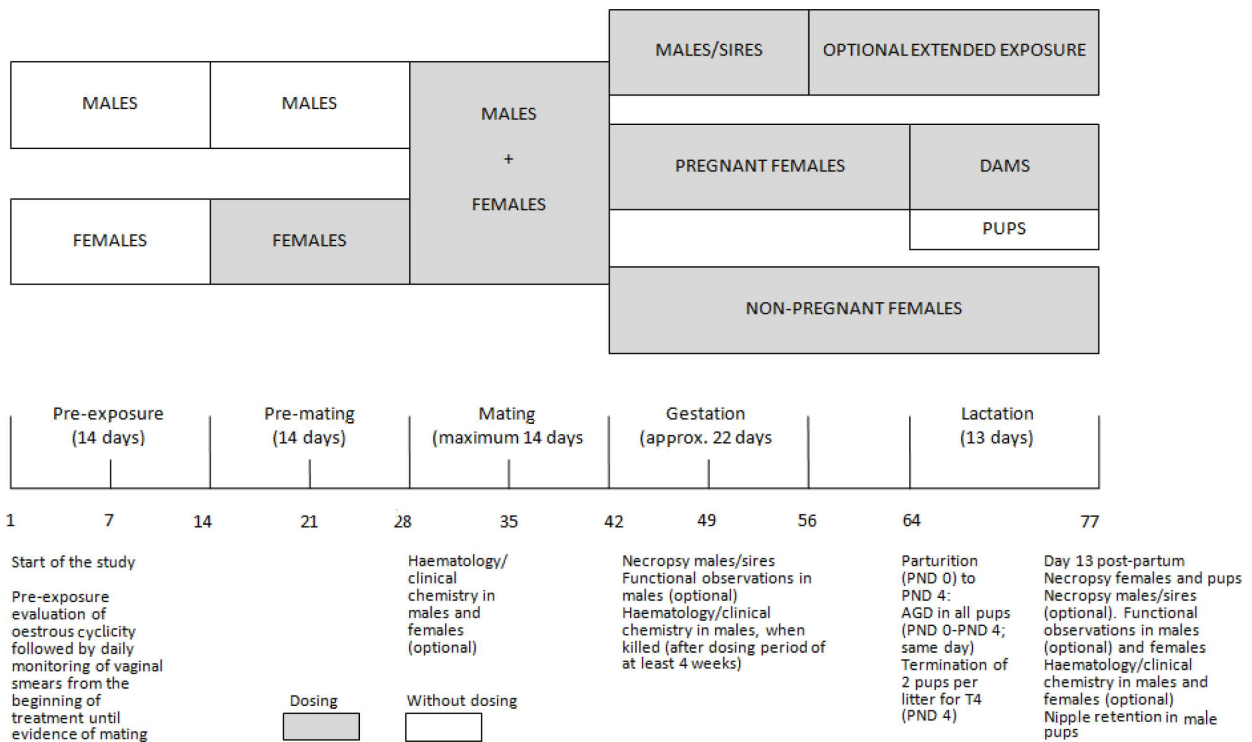 MALES/SIRES
OPTIONAL EXTENDED EXPOSURE
MALES
MALES
MALES
+
FEMALES
PREGNANT FEMALES
DAMS
PUPS
FEMALES
FEMALES
NON-PREGNANT FEMALES
Pre-exposure
(14 days)
Pre-mating
(14 days)
Mating
(maximum 14 days
Gestation
(approx. 22 days
Lactation
(13 days)
1
7
14
21
28
35
42
49
56
64
77
Start of the study
Pre-exposure
evaluation of
oestrous cyclicity
followed by daily
monitoring of vaginal
smears from the
beginning of
treatment until
evidence of mating
Haematology/
clinical
chemistry in
males and
females
(optional)
Necropsy males/sires
Functional observations in
males (optional)
Haematology/clinical
chemistry in males, when
killed (after dosing period of
at least 4 weeks)
Parturition
(PND 0) to
PND 4:
AGD in all pups
(PND 0-PND 4;
same day)
Termination of
2 pups per
litter for T4
(PND 4)
Day 13 post-partum
Necropsy females and pups
Necropsy males/sires
(optional). Functional
observations in males
(optional) and females
Haematology/clinical
chemistry in males and
females (optional)
Nipple retention in male
pups
Dosing
Without dosing